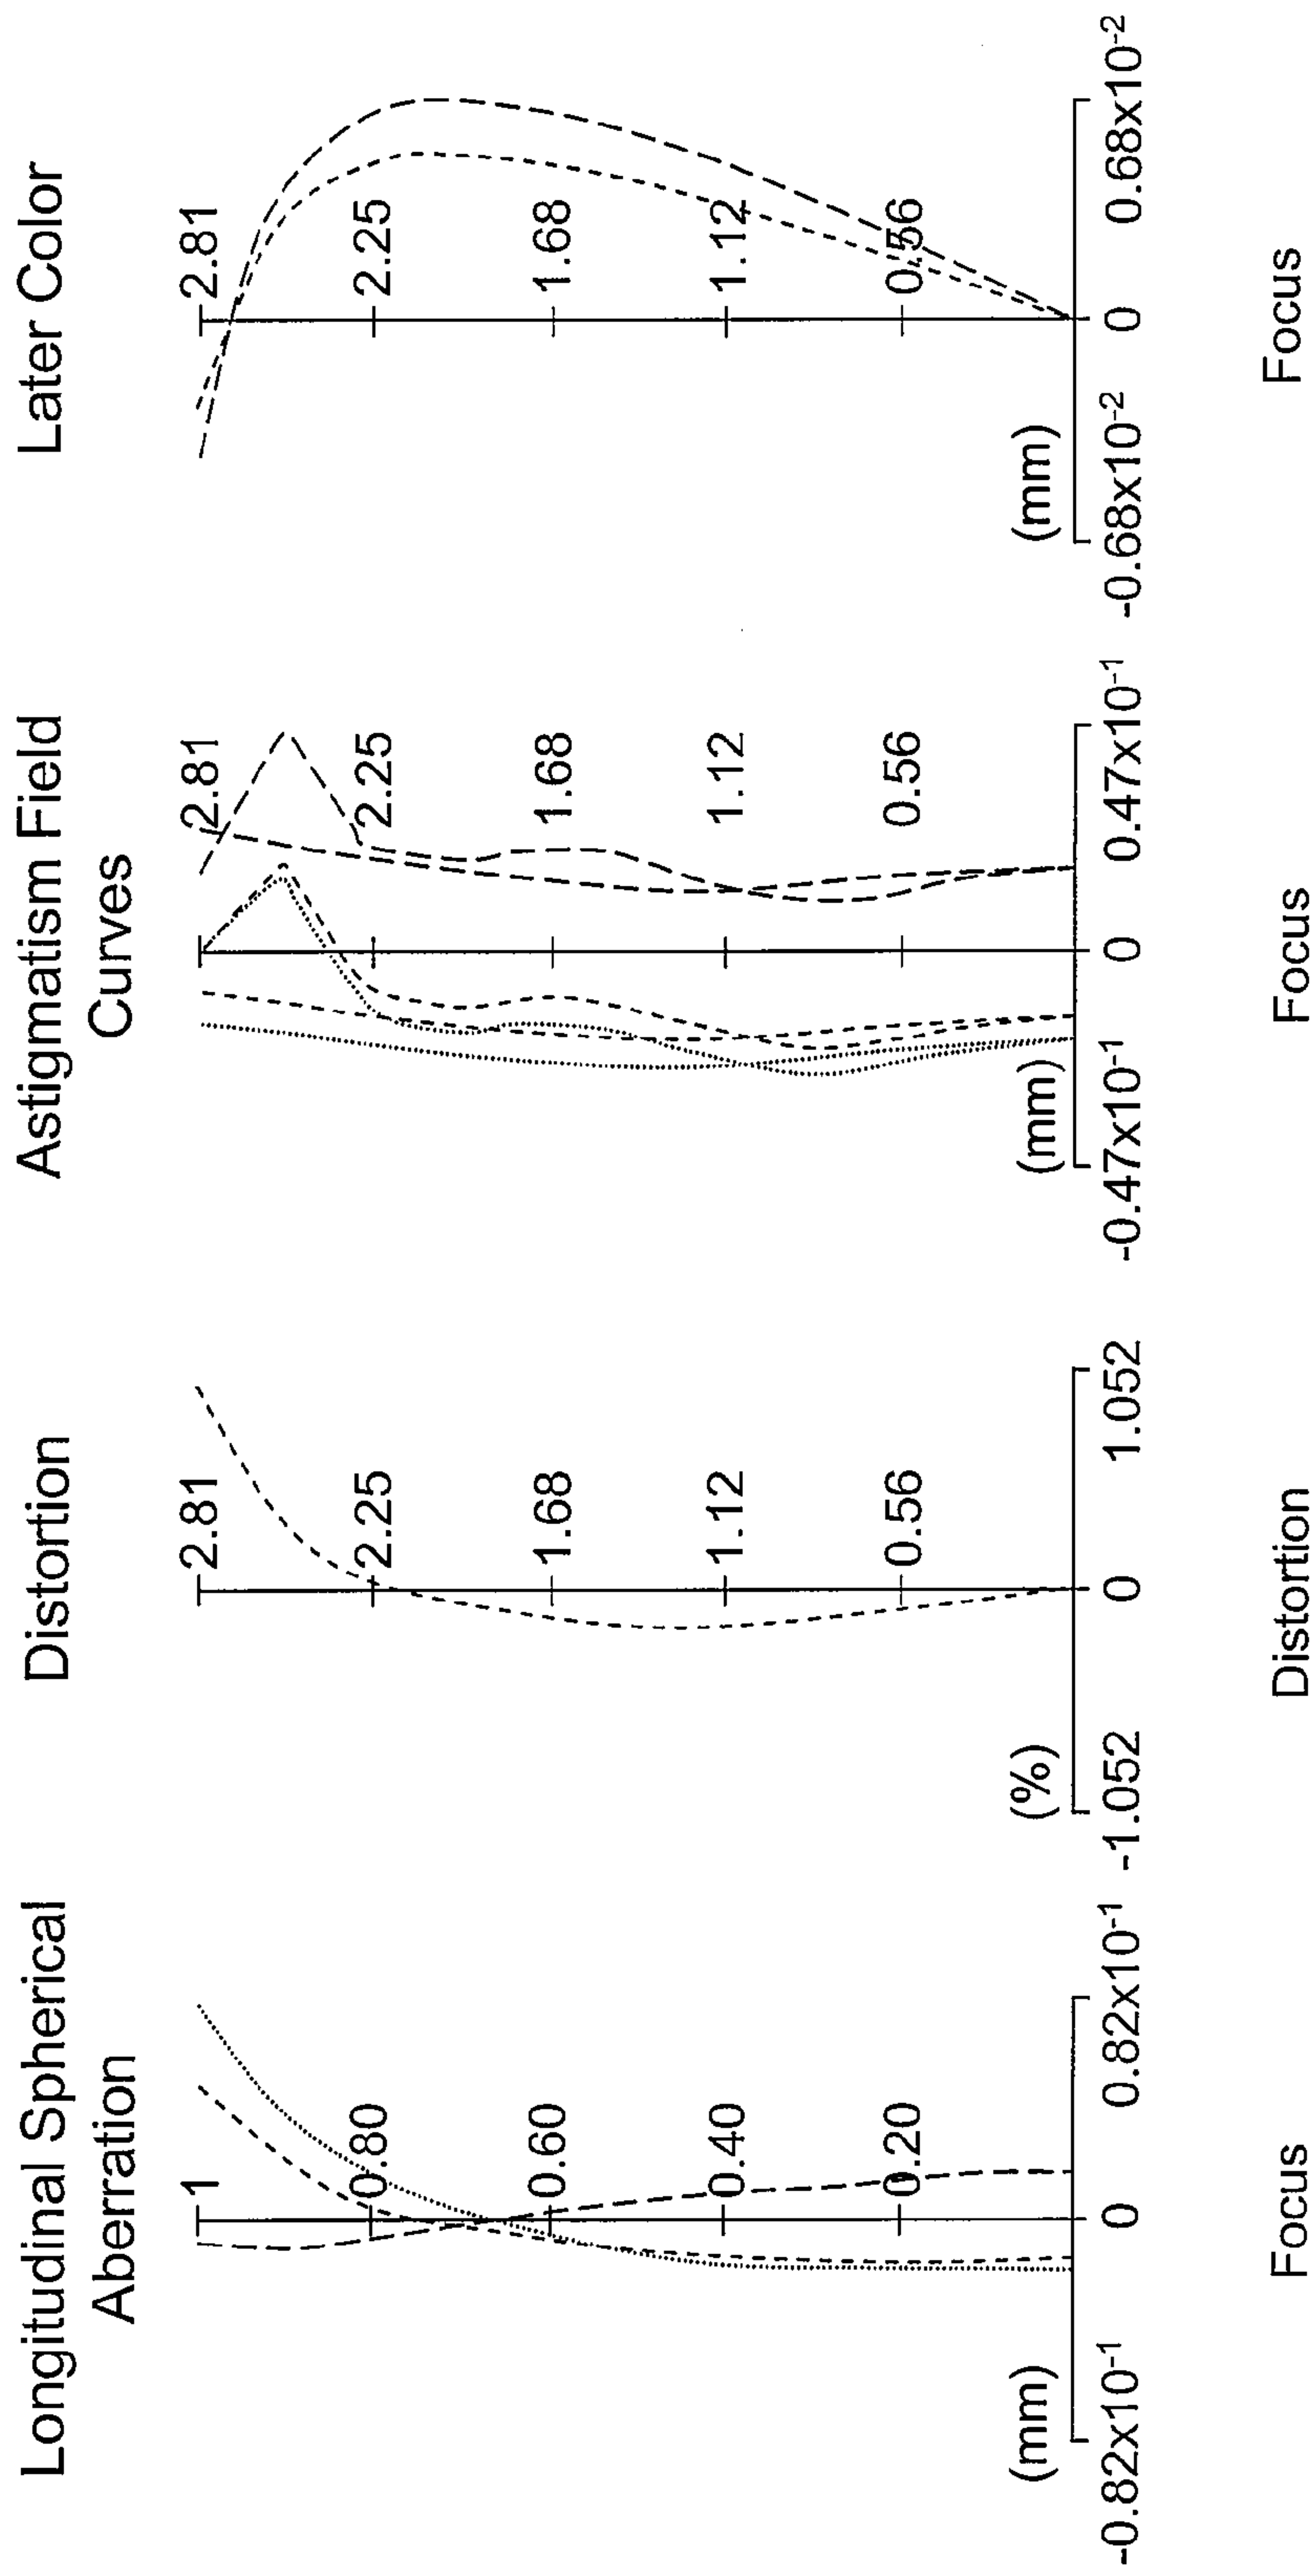 Longitudinal Spherical
Aberration
1
0.80
0.60
0.40
0.20
(mm)
-0.82x10⁻¹
0
0.82x10⁻¹
Focus
Distortion
2.81
2.25
1.68
1.12
0.56
(%)
-1.052
0
1.052
Distortion
Astigmatism Field
Curves
2.81
2.25
1.68
1.12
0.56
(mm)
-0.47x10⁻¹
0
0.47x10⁻¹
Focus
Later Color
2.81
2.25
1.68
1.12
0.56
(mm)
-0.68x10⁻²
0
0.68x10⁻²
Focus